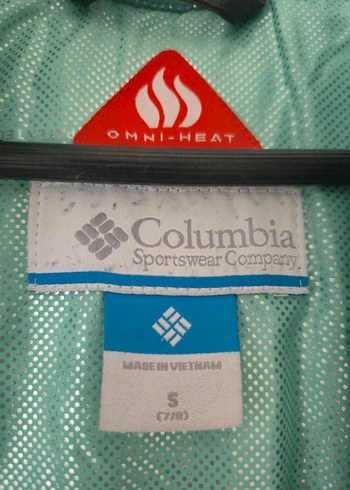 OMNI-HEAT
Columbia
Sportswear Company
MADE IN VIETNAM
S
(7/8)